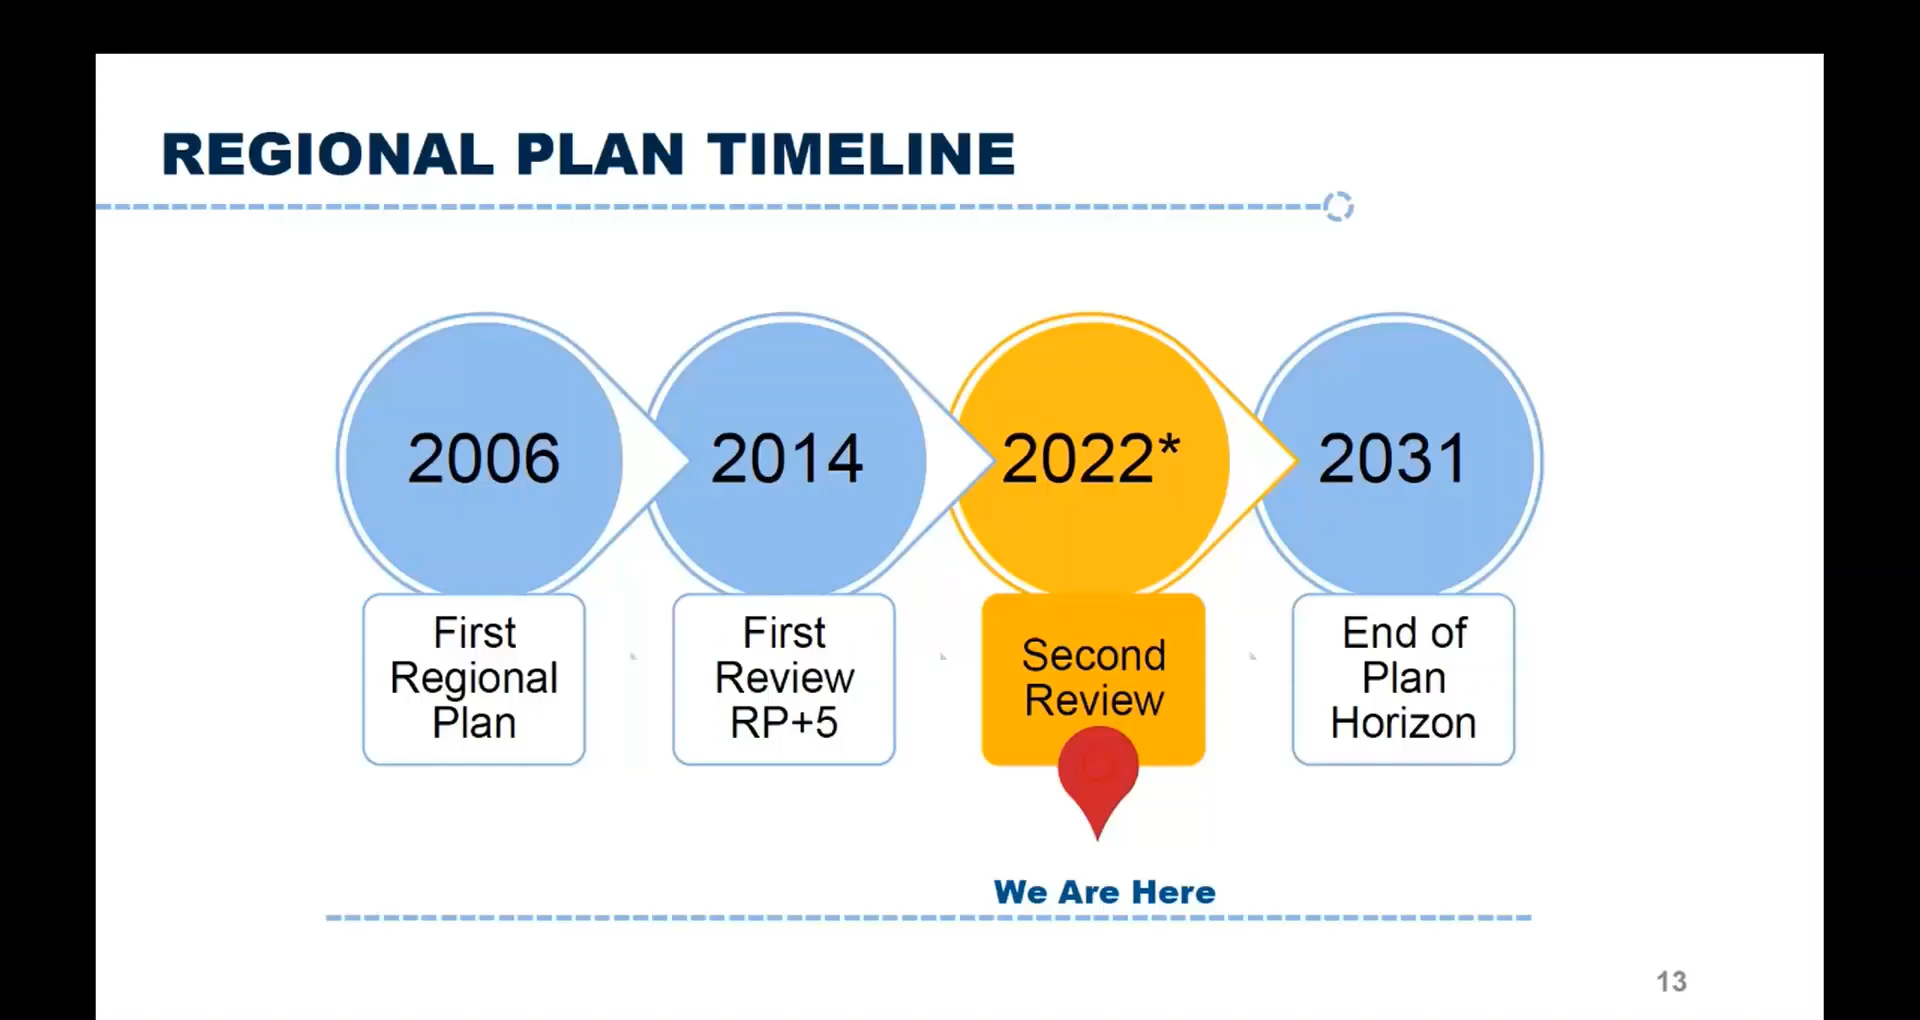 REGIONAL PLAN TIMELINE
2006
2014
2022*
2031
First
Regional
Plan
First
Review
RP+5
Second
Review
End of
Plan
Horizon
We Are Here
13